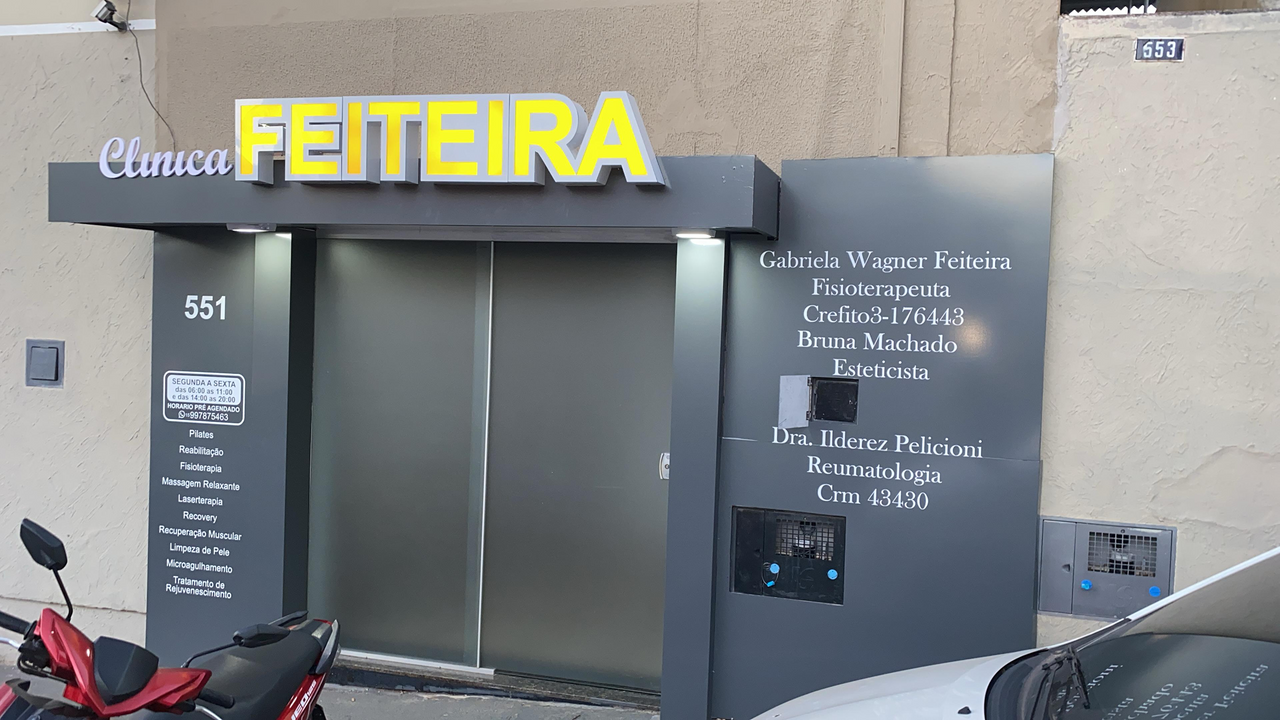 653
Clinica FEITEIRA
551
SEGUNDA A SEXTA
das 06:00 as 11:00
e das 14:00 as 20:00
HORARIO PRÉ AGENDADO
997875463
Pilates
Reabilitação
Fisioterapia
Massagem Relaxante
Laserterapia
Recovery
Recuperação Muscular
Limpeza de Pele
Microagulhamento
Tratamento de
Rejuvenescimento
Gabriela Wagner Feiteira
Fisioterapeuta
Crefito3-176443
Bruna Machado
Esteticista
Dra. Ilderez Pelicioni
Reumatologia
Crm 43430